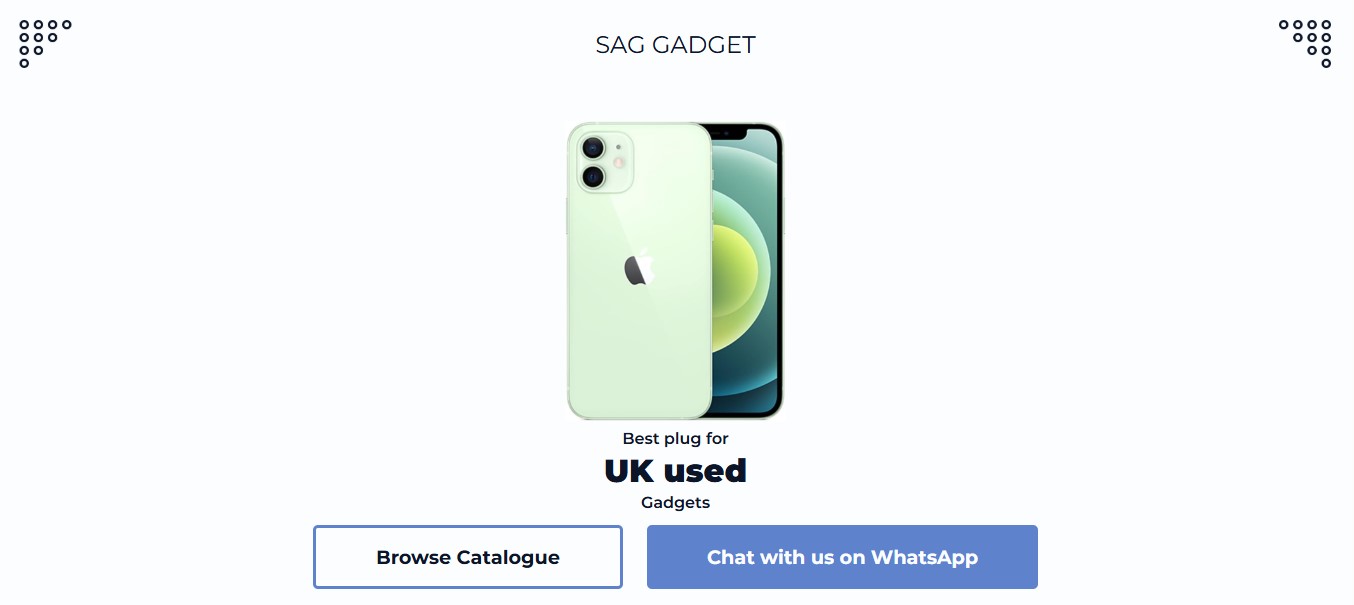 SAG GADGET
Best plug for
UK used
Gadgets
Browse Catalogue
Chat with us on WhatsApp